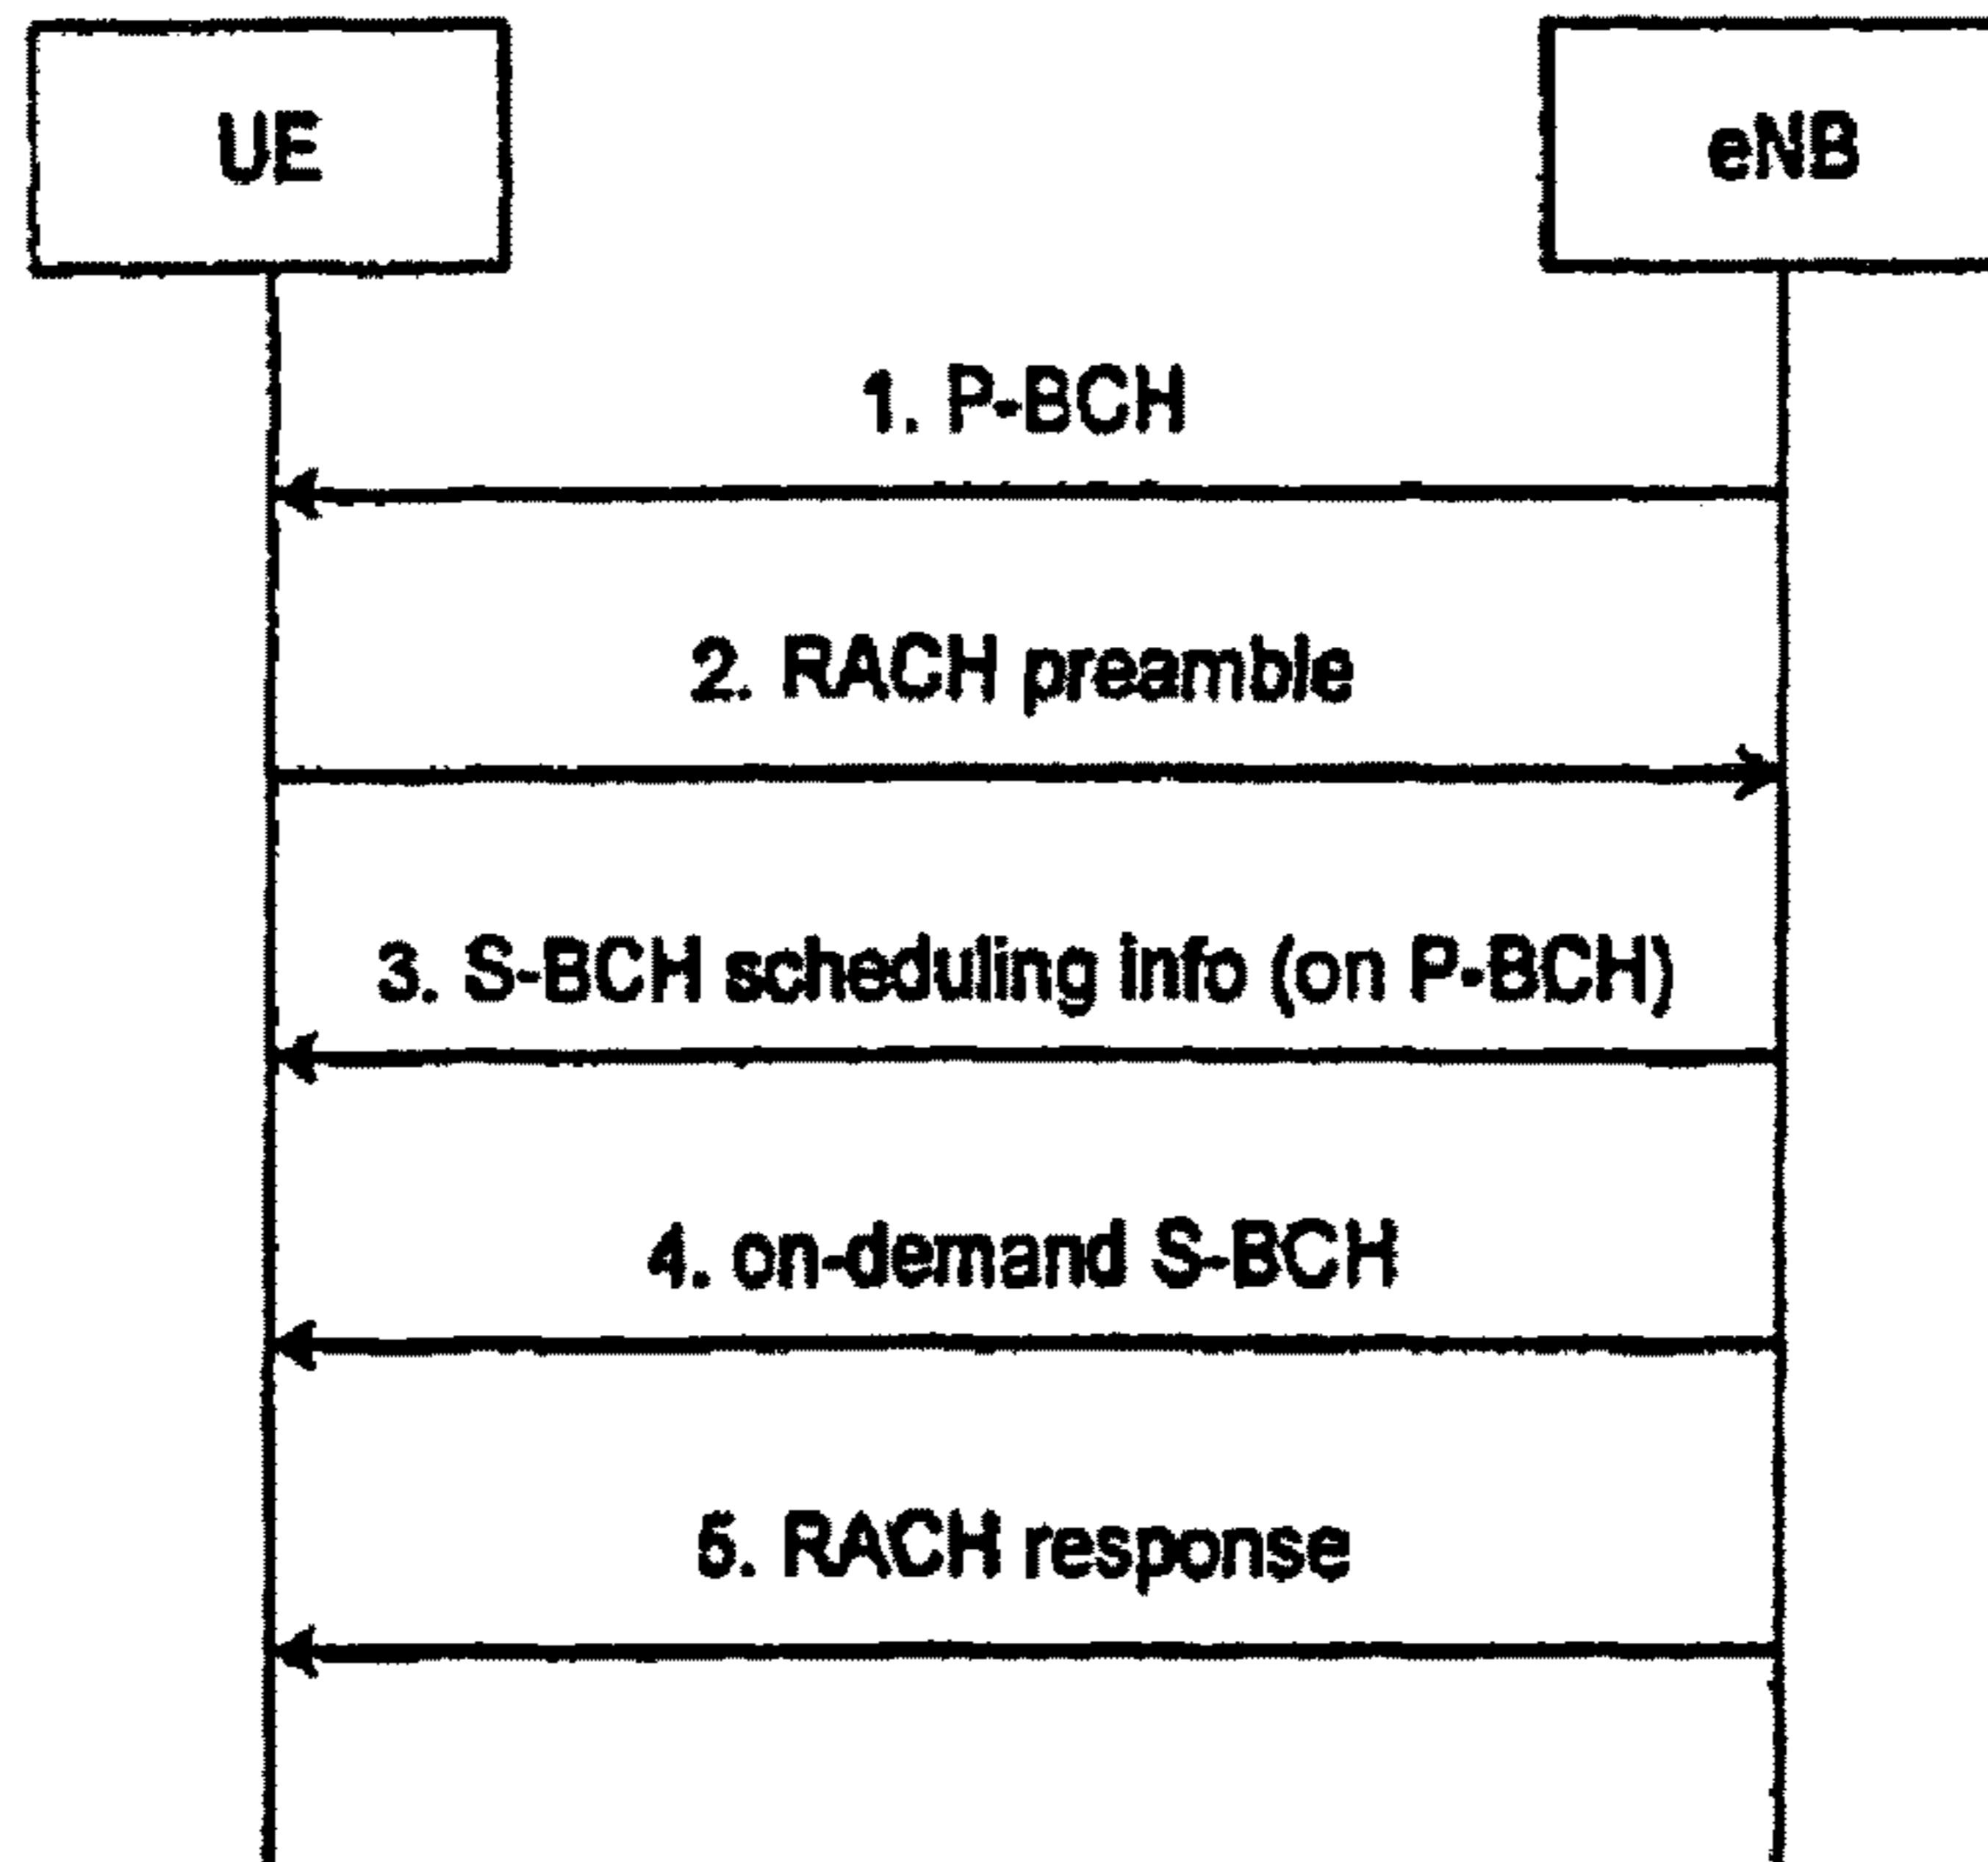 UE
eNB
1. P-BCH
2. RACH preamble
3. S-BCH scheduling info (on P-BCH)
4. on-demand S-BCH
5. RACH response